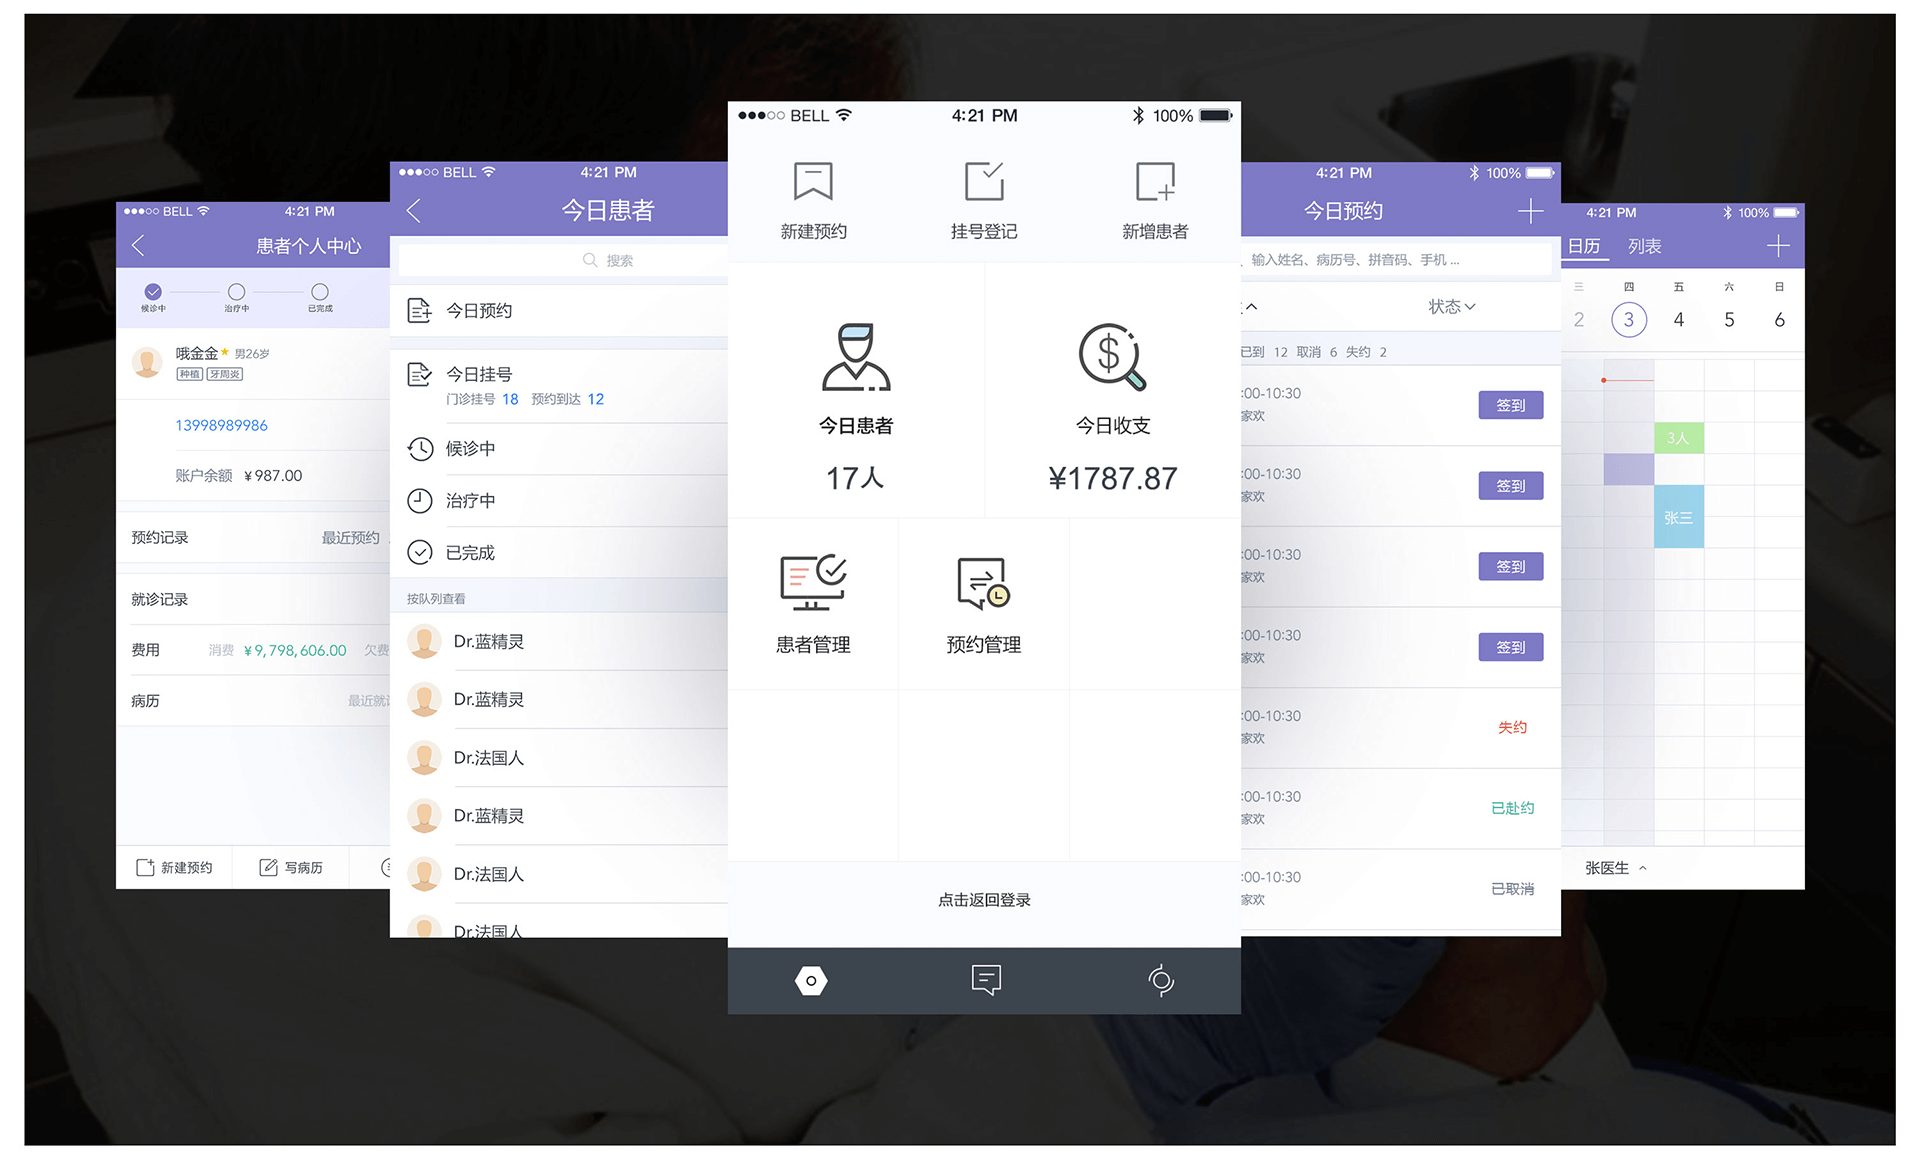 BELL 4:21 PM
患者个人中心
候诊中 治疗中 已完成
哦金金 男26岁
种植 牙周炎
13998989986
账户余额 ¥987.00
预约记录 最近预约
就诊记录
费用 消费 ¥9,798,606.00 欠费
病历 最近就
新建预约 写病历
BELL 4:21 PM
今日患者
搜索
今日预约
今日挂号
门诊挂号 18 预约到达 12
候诊中
治疗中
已完成
按队列查看
Dr.蓝精灵
Dr.蓝精灵
Dr.法国人
Dr.蓝精灵
Dr.法国人
Dr.法国人
BELL 4:21 PM 100%
新建预约 挂号登记 新增患者
今日患者 今日收支
17人 ¥1787.87
患者管理 预约管理
点击返回登录
4:21 PM 100%
今日预约
输入姓名、病历号、拼音码、手机 ...
状态
已到 12 取消 6 失约 2
:00-10:30
家欢
签到
:00-10:30
家欢
签到
:00-10:30
家欢
签到
:00-10:30
家欢
签到
:00-10:30
家欢
失约
:00-10:30
家欢
已赴约
:00-10:30
家欢
已取消
4:21 PM 100%
日历 列表
三 四 五 六 日
2 3 4 5 6
3人
张三
张医生